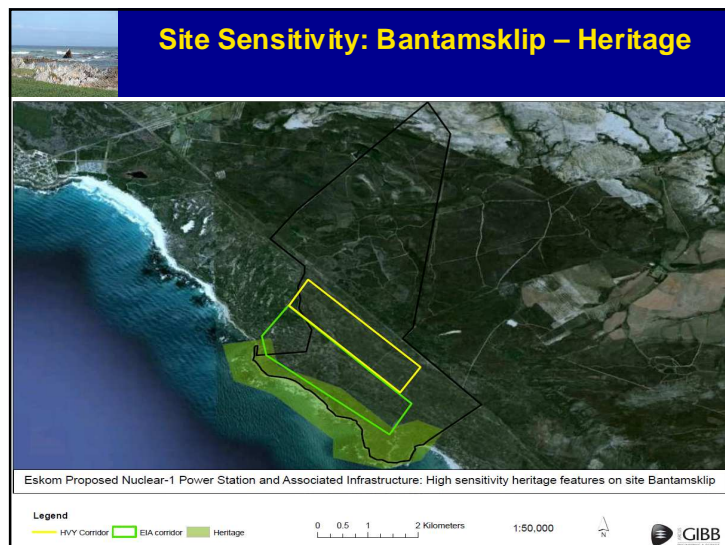 Site Sensitivity: Bantamsklip – Heritage
Eskom Proposed Nuclear-1 Power Station and Associated Infrastructure: High sensitivity heritage features on site Bantamsklip
Legend
HVY Corridor EIA corridor Heritage
0 0.5 1 2 Kilometers
1:50,000
N
GIBB